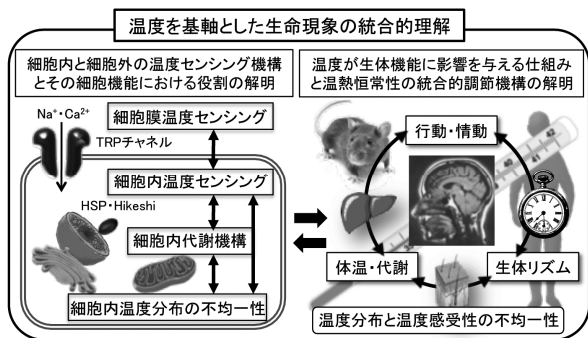 温度を基軸とした生命現象の統合的理解
細胞内と細胞外の温度センシング機構
とその細胞機能における役割の解明
Na⁺・Ca²⁺
TRPチャネル
細胞膜温度センシング
細胞内温度センシング
HSP・Hikeshi
細胞内代謝機構
細胞内温度分布の不均一性
温度が生体機能に影響を与える仕組み
と温熱恒常性の統合的調節機構の解明
行動・情動
体温・代謝
生体リズム
温度分布と温度感受性の不均一性